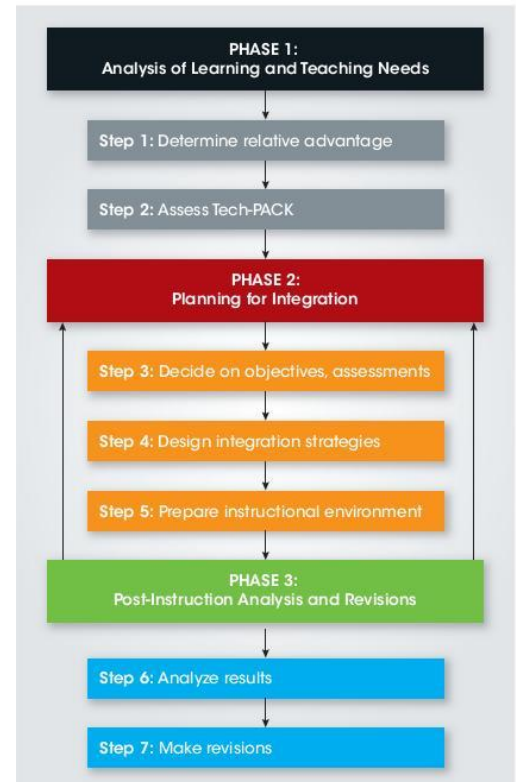 PHASE 1:
Analysis of Learning and Teaching Needs
Step 1: Determine relative advantage
Step 2: Assess Tech-PACK
PHASE 2:
Planning for Integration
Step 3: Decide on objectives, assessments
Step 4: Design integration strategies
Step 5: Prepare instructional environment
PHASE 3:
Post-Instruction Analysis and Revisions
Step 6: Analyze results
Step 7: Make revisions